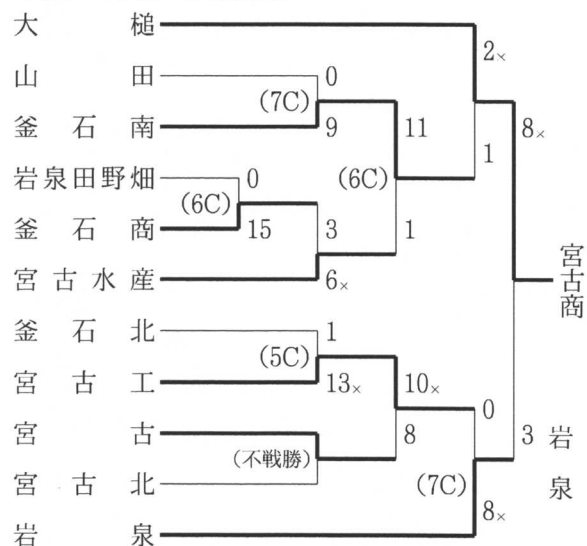 大槌
2×
山田
0
(7C)
釜石南
9
11
1
8×
岩泉田野畑
0
(6C)
(6C)
釜石商
15
3
1
宮古水産
6×
宮古商
釜石北
1
(5C)
宮古工
13×
10×
0
宮古
(不戦勝)
8
3
岩泉
宮古北
(7C)
岩泉
8×